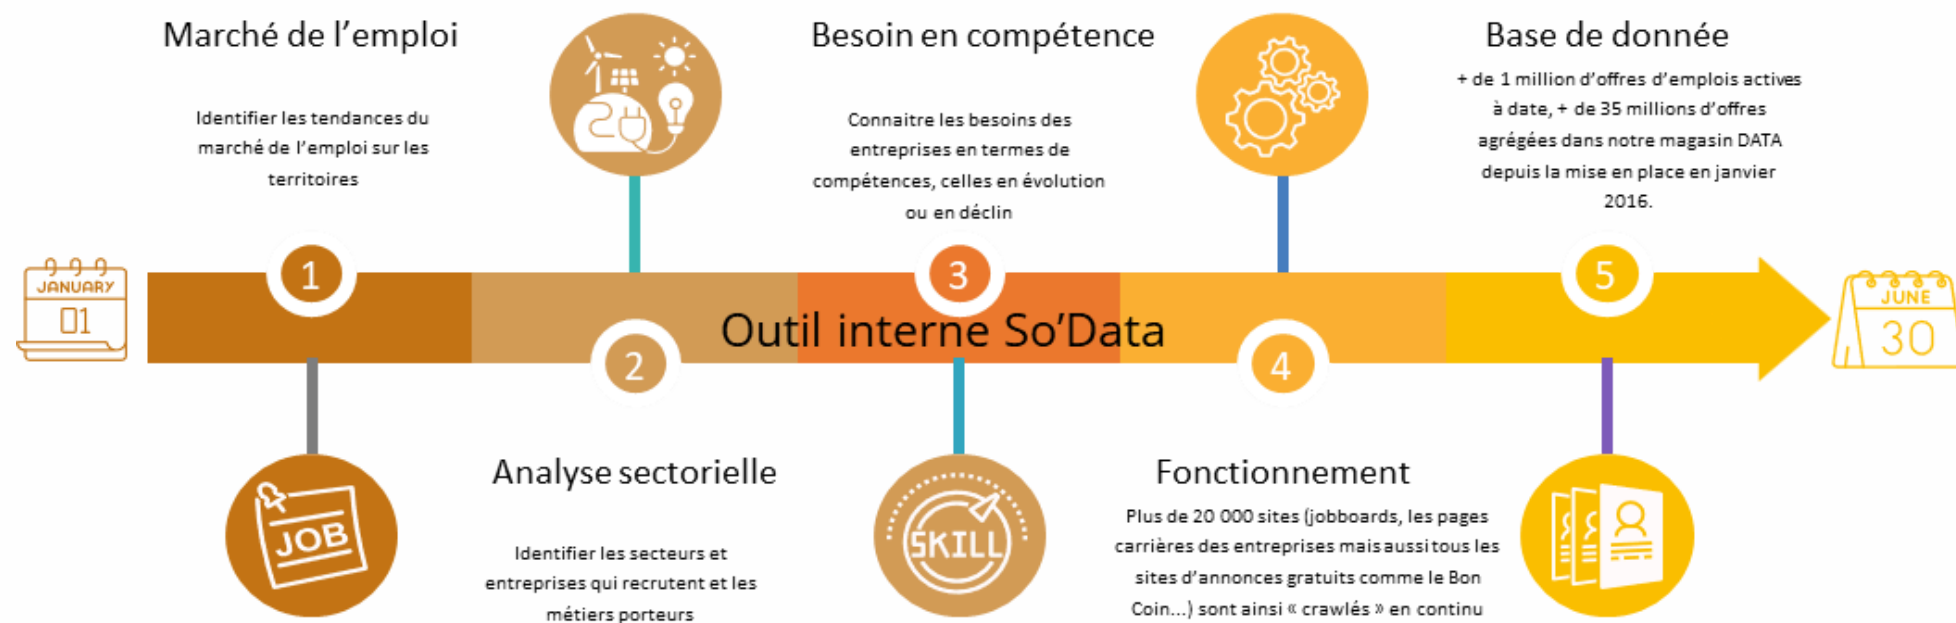 Marché de l'emploi
Identifier les tendances du
marché de l'emploi sur les
territoires
Besoin en compétence
Connaitre les besoins des
entreprises en termes de
compétences, celles en évolution
ou en déclin
Base de donnée
+ de 1 million d'offres d'emplois actives
à date, + de 35 millions d'offres
agrégées dans notre magasin DATA
depuis la mise en place en janvier
2016.
JANUARY
01
1
2
3
4
5
Outil interne So'Data
JUNE
30
JOB
Analyse sectorielle
Identifier les secteurs et
entreprises qui recrutent et les
métiers porteurs
SKILL
Fonctionnement
Plus de 20 000 sites (jobboards, les pages
carrières des entreprises mais aussi tous les
sites d'annonces gratuits comme le Bon
Coin...) sont ainsi « crawlés » en continu